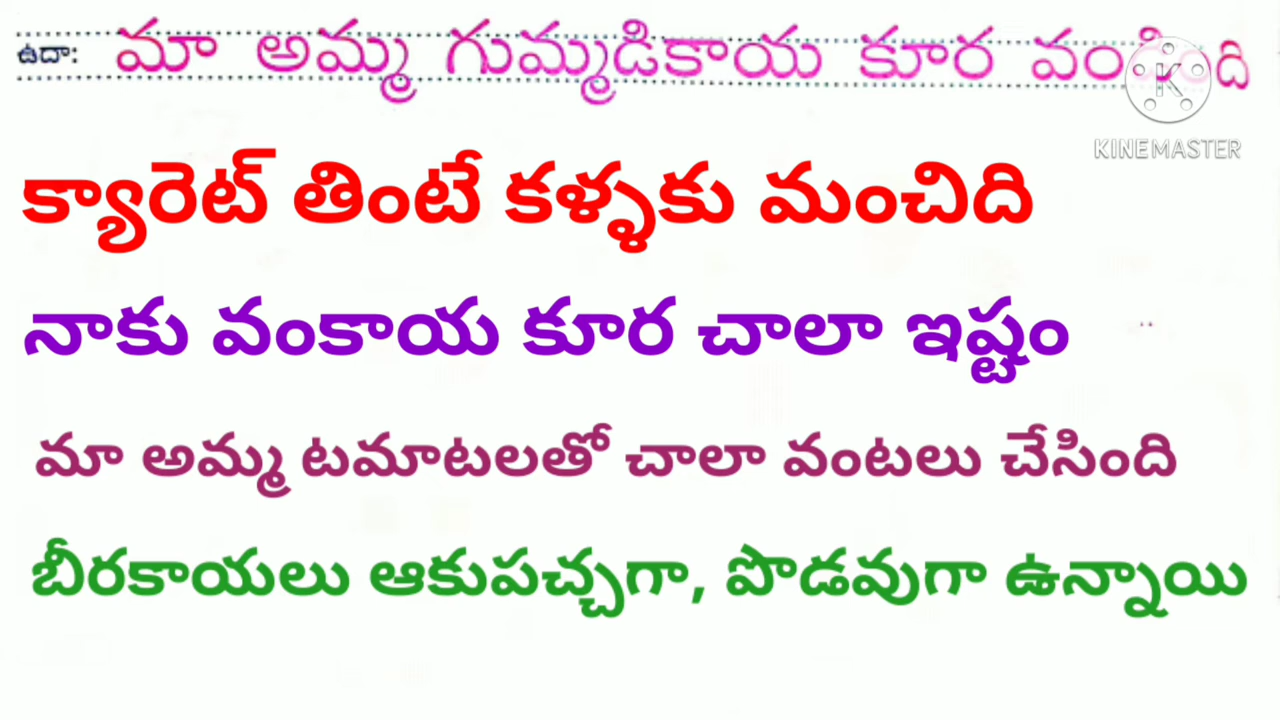 ఉదా: మా అమ్మ గుమ్మడికాయ కూర వండింది
KINEMASTER
క్యారెట్ తింటే కళ్ళకు మంచిది
నాకు వంకాయ కూర చాలా ఇష్టం
మా అమ్మ టమాటలతో చాలా వంటలు చేసింది
బీరకాయలు ఆకుపచ్చగా, పొడవుగా ఉన్నాయి